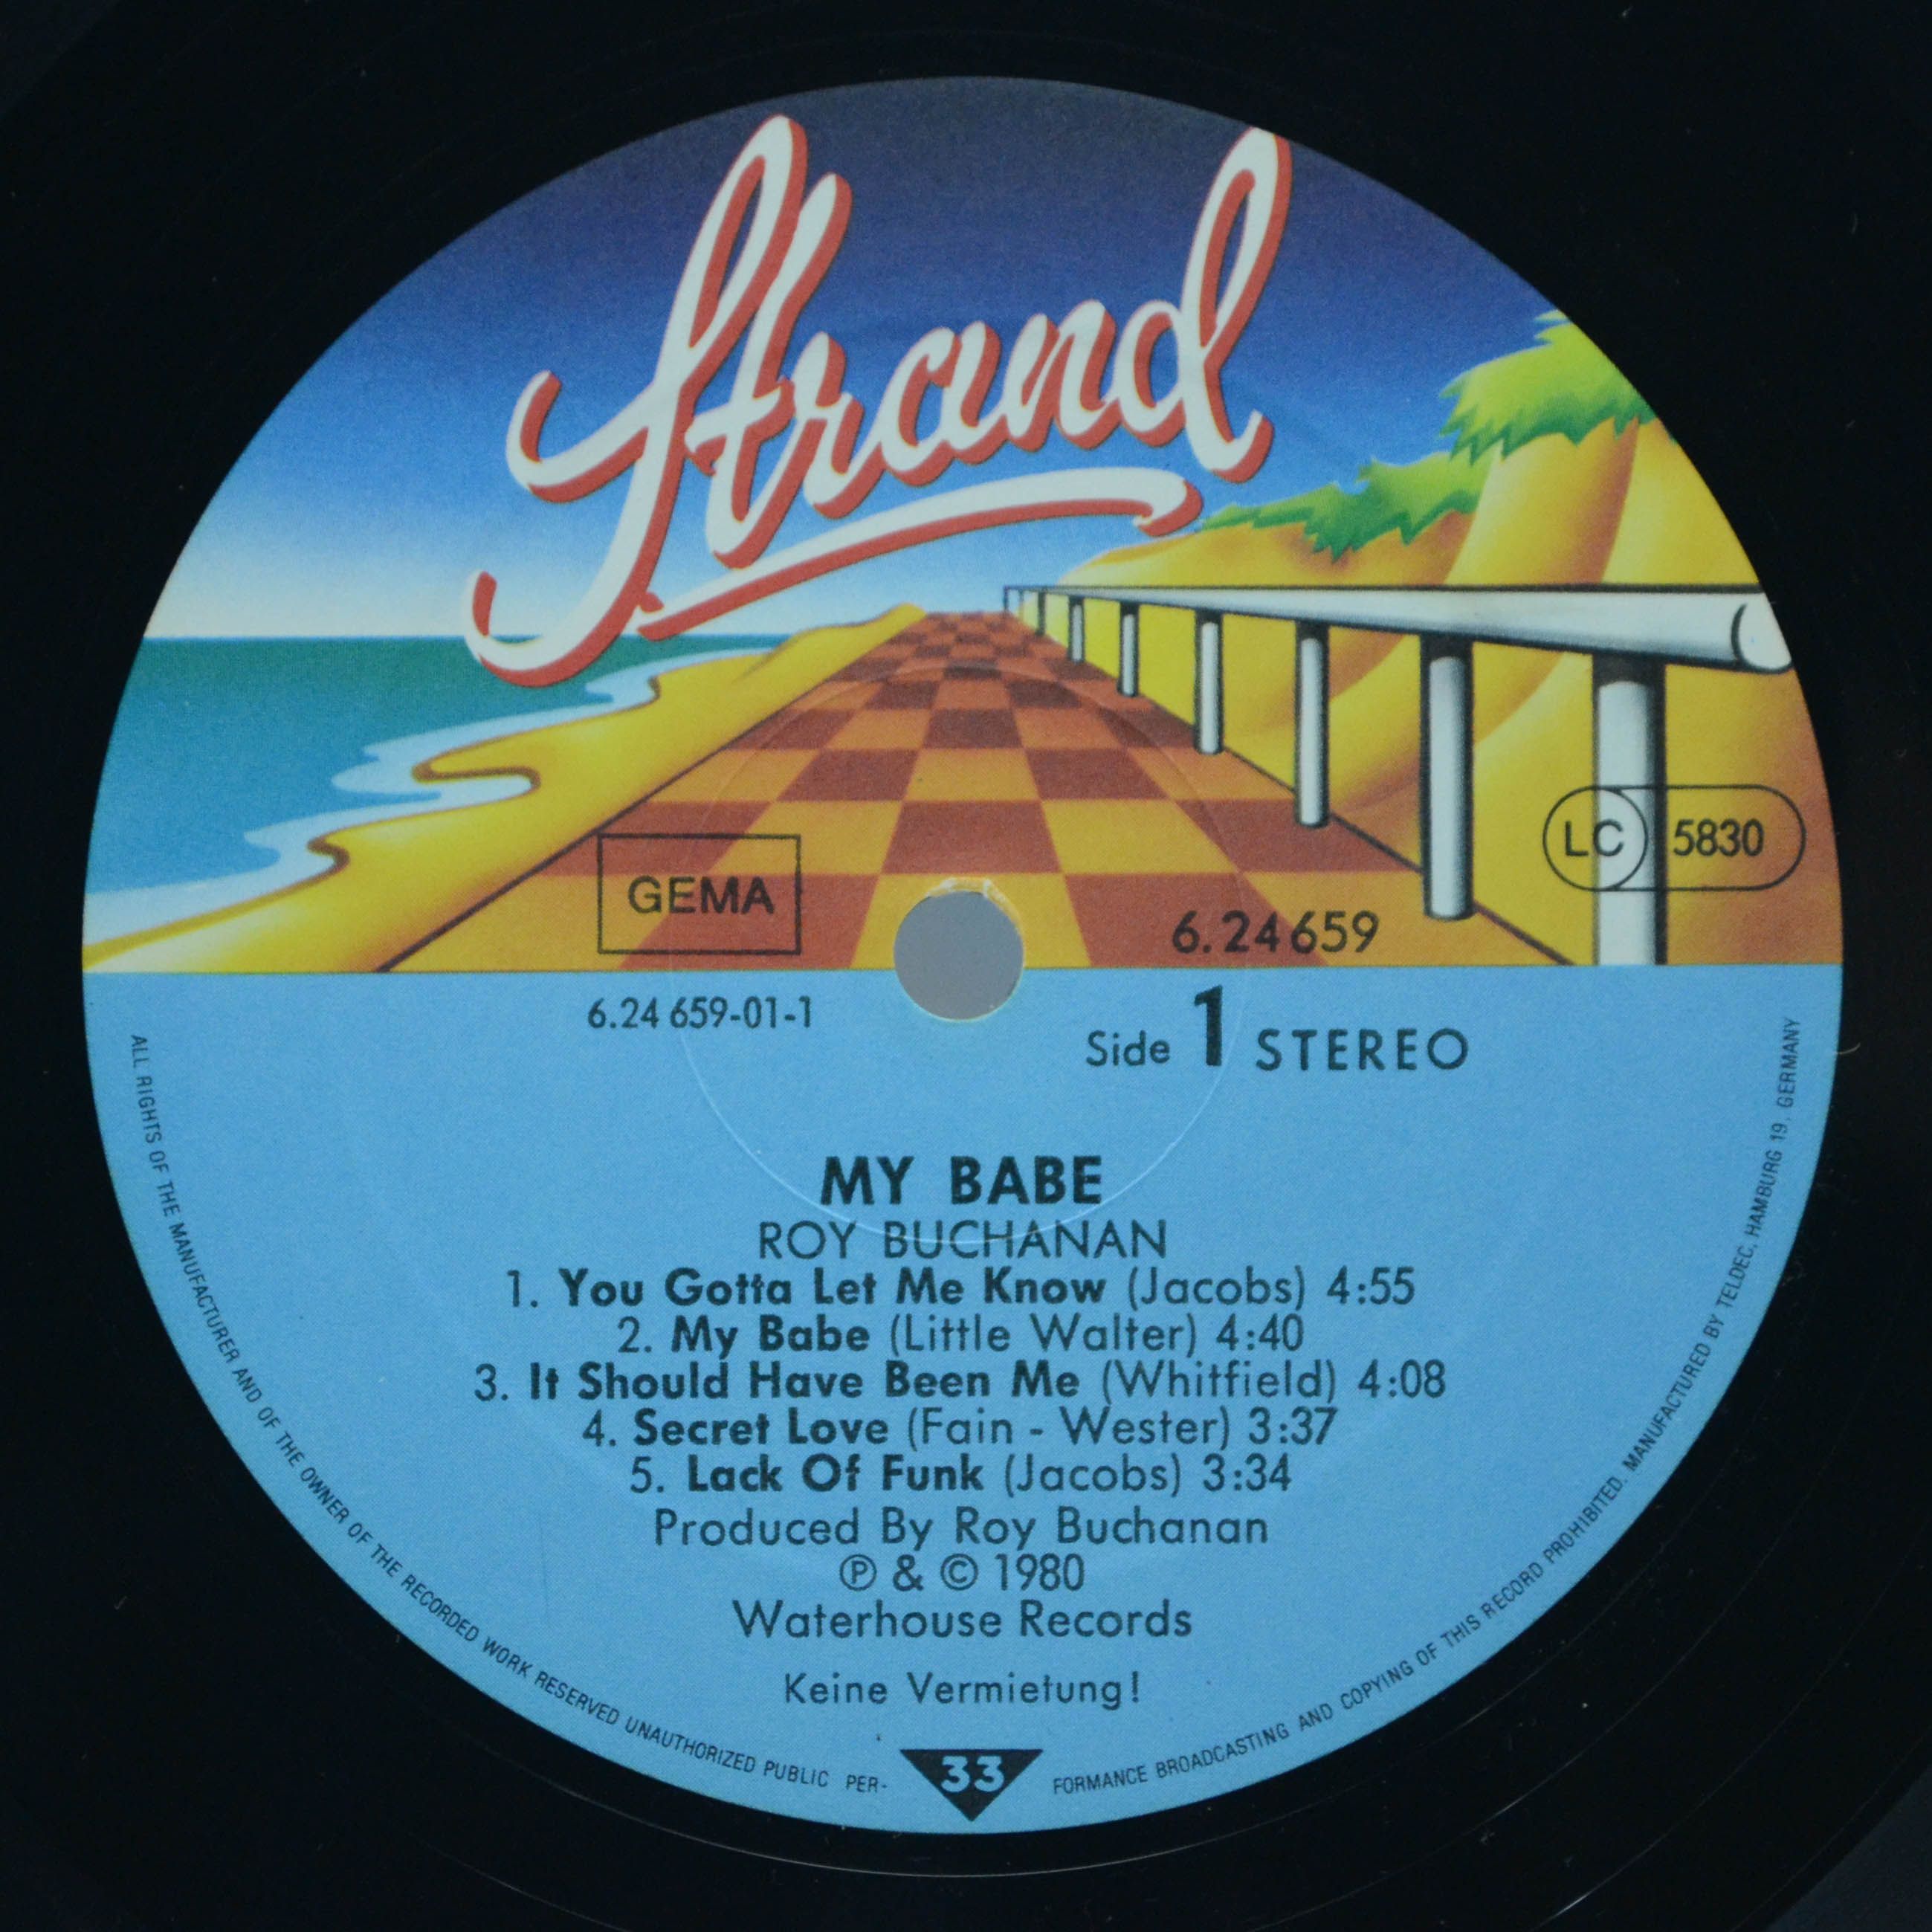 Strand
GEMA
LC 5830
6.24659
6.24 659-01-1
Side 1 STEREO
MY BABE
ROY BUCHANAN
1. You Gotta Let Me Know (Jacobs) 4:55
2. My Babe (Little Walter) 4:40
3. It Should Have Been Me (Whitfield) 4:08
4. Secret Love (Fain - Wester) 3:37
5. Lack Of Funk (Jacobs) 3:34
Produced By Roy Buchanan
℗ & © 1980
Waterhouse Records
Keine Vermietung!
33
ALL RIGHTS OF THE MANUFACTURER AND OF THE OWNER OF THE RECORDED WORK RESERVED UNAUTHORIZED PUBLIC PER-
FORMANCE BROADCASTING AND COPYING OF THIS RECORD PROHIBITED. MANUFACTURED BY TELDEC, HAMBURG 19, GERMANY